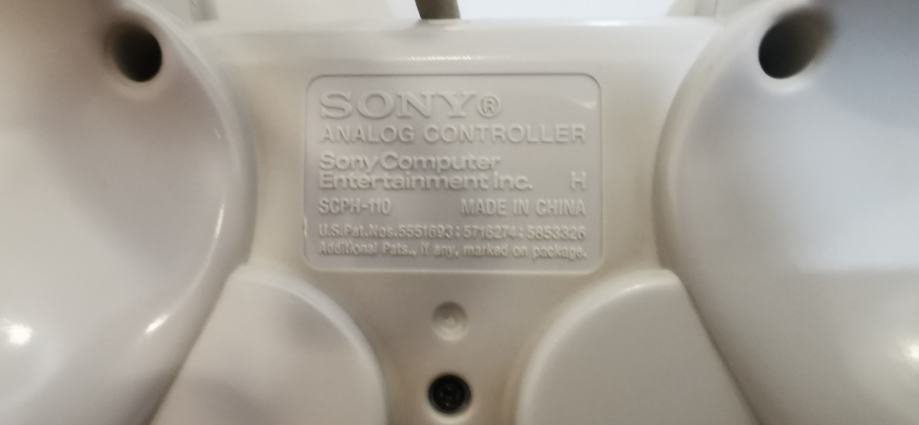 SONY®
ANALOG CONTROLLER
Sony Computer
Entertainment Inc. H
SCPH-110 MADE IN CHINA
U.S.Pat.Nos.5551693; 5716274; 5853326
Additional Pats., if any, marked on package.